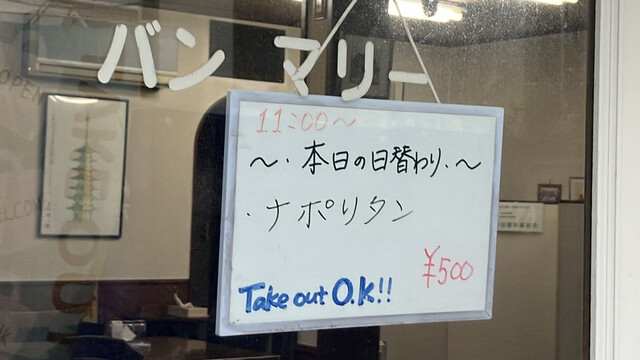 バン マリー
11:00～
～・本日の日替わり・～
・ナポリタン
¥500
Take out O.K!!
OPEN